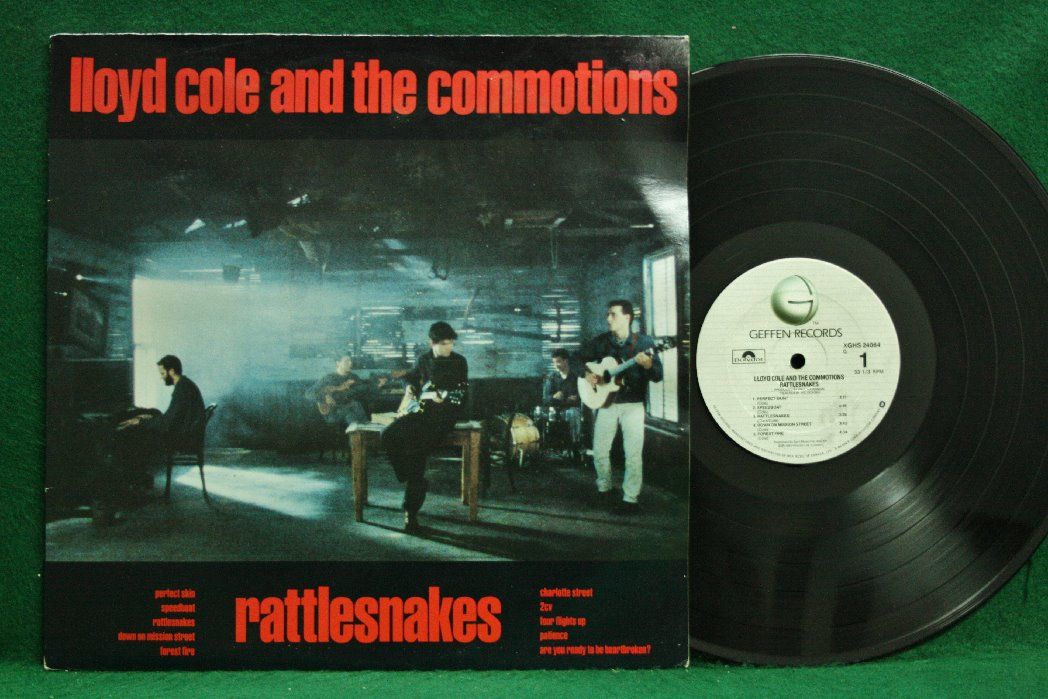 lloyd cole and the commotions
perfect skin
speedboat
rattlesnakes
down on mission street
forest fire
rattlesnakes
charlotte street
2cv
four flights up
patience
are you ready to be heartbroken?
GEFFEN RECORDS
TM
polydor
XGHS 24064
1
33 1/3 RPM
LLOYD COLE AND THE COMMOTIONS
RATTLESNAKES
1. PERFECT SKIN
2. SPEEDBOAT
3. RATTLESNAKES
4. DOWN ON MISSION STREET
5. FOREST FIRE